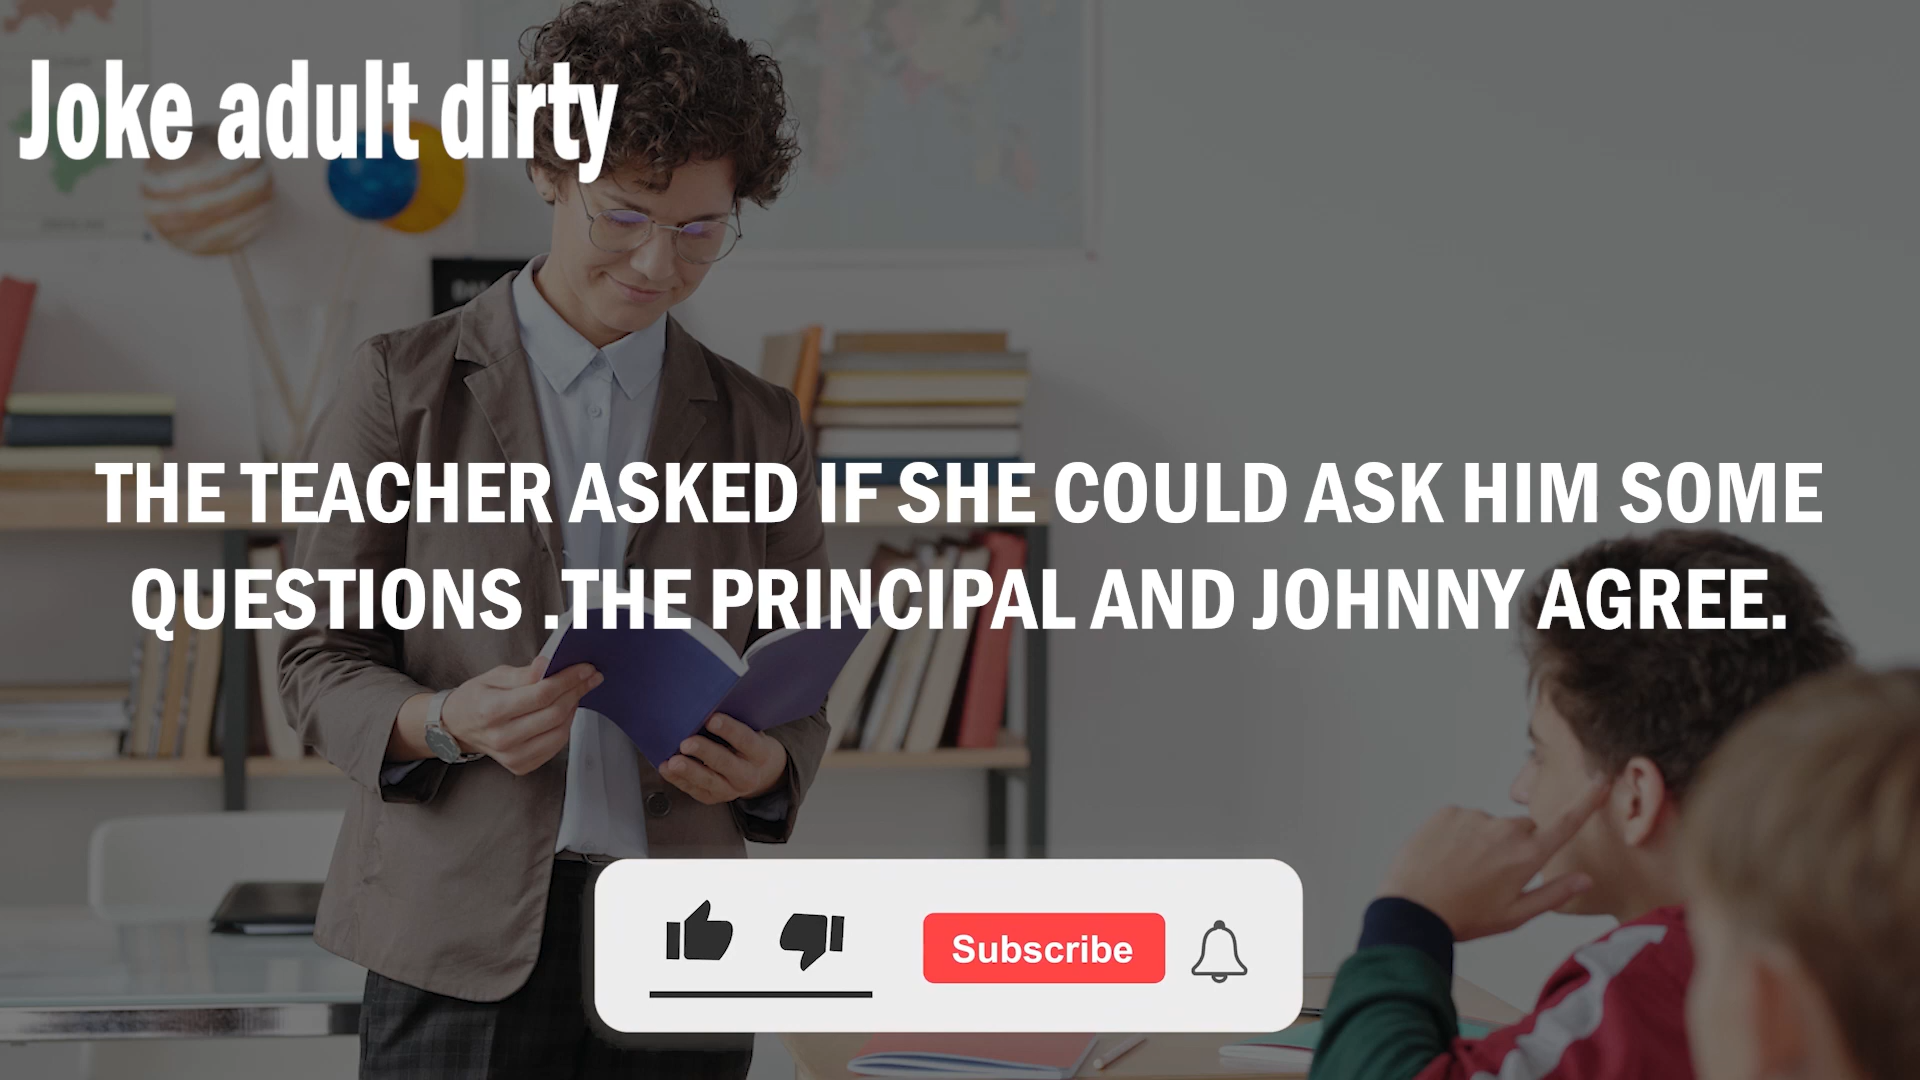 Joke adult dirty
THE TEACHER ASKED IF SHE COULD ASK HIM SOME
QUESTIONS .THE PRINCIPAL AND JOHNNY AGREE.
Subscribe